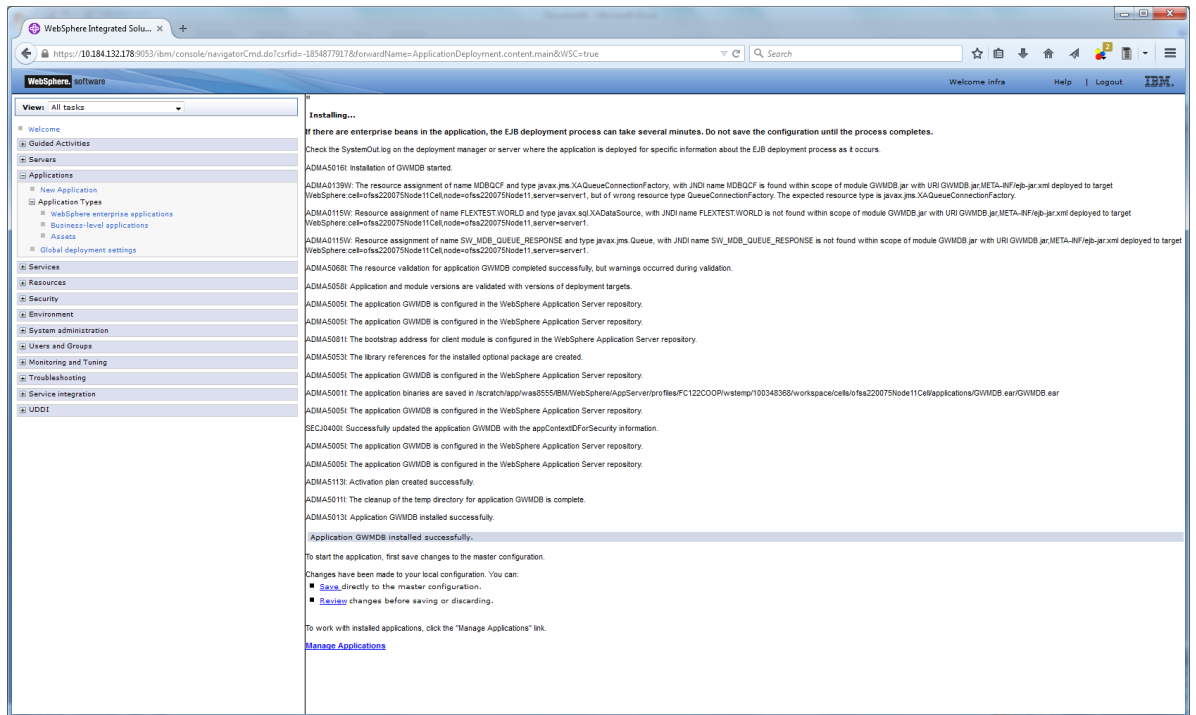 WebSphere Integrated Solu...
https://10.184.132.178:9053/ibm/console/navigatorCmd.do?csrfid=-1854877917&forwardName=ApplicationDeployment.content.main&WSC=true
Search
2
WebSphere. software
Welcome infra
Help | Logout
IBM.
View: All tasks
Welcome
Guided Activities
Servers
Applications
New Application
Application Types
WebSphere enterprise applications
Business-level applications
Assets
Global deployment settings
Services
Resources
Security
Environment
System administration
Users and Groups
Monitoring and Tuning
Troubleshooting
Service integration
UDDI
Installing...
If there are enterprise beans in the application, the EJB deployment process can take several minutes. Do not save the configuration until the process completes.
Check the SystemOut.log on the deployment manager or server where the application is deployed for specific information about the EJB deployment process as it occurs.
ADMA5016I: Installation of GWMDB started.
ADMA0139W: The resource assignment of name MDBQCF and type javax.jms.XAQueueConnectionFactory, with JNDI name MDBQCF is found within scope of module GWMDB.jar with URI GWMDB.jar,META-INF/ejb-jar.xml deployed to target
WebSphere:cell=ofss220075Node11Cell,node=ofss220075Node11,server=server1, but of wrong resource type QueueConnectionFactory. The expected resource type is javax.jms.XAQueueConnectionFactory.
ADMA0115W: Resource assignment of name FLEXTEST.WORLD and type javax.sql.XADataSource, with JNDI name FLEXTEST.WORLD is not found within scope of module GWMDB.jar with URI GWMDB.jar,META-INF/ejb-jar.xml deployed to target
WebSphere:cell=ofss220075Node11Cell,node=ofss220075Node11,server=server1.
ADMA0115W: Resource assignment of name SW_MDB_QUEUE_RESPONSE and type javax.jms.Queue, with JNDI name SW_MDB_QUEUE_RESPONSE is not found within scope of module GWMDB.jar with URI GWMDB.jar,META-INF/ejb-jar.xml deployed to target
WebSphere:cell=ofss220075Node11Cell,node=ofss220075Node11,server=server1.
ADMA5068I: The resource validation for application GWMDB completed successfully, but warnings occurred during validation.
ADMA5058I: Application and module versions are validated with versions of deployment targets.
ADMA5005I: The application GWMDB is configured in the WebSphere Application Server repository.
ADMA5005I: The application GWMDB is configured in the WebSphere Application Server repository.
ADMA5081I: The bootstrap address for client module is configured in the WebSphere Application Server repository.
ADMA5053I: The library references for the installed optional package are created.
ADMA5005I: The application GWMDB is configured in the WebSphere Application Server repository.
ADMA5001I: The application binaries are saved in /scratch/app/was8555/IBM/WebSphere/AppServer/profiles/FC122COOP/wstemp/100348368/workspace/cells/ofss220075Node11Cell/applications/GWMDB.ear/GWMDB.ear
ADMA5005I: The application GWMDB is configured in the WebSphere Application Server repository.
SECJ0400I: Successfully updated the application GWMDB with the appContextIDForSecurity information.
ADMA5005I: The application GWMDB is configured in the WebSphere Application Server repository.
ADMA5005I: The application GWMDB is configured in the WebSphere Application Server repository.
ADMA5113I: Activation plan created successfully.
ADMA5011I: The cleanup of the temp directory for application GWMDB is complete.
ADMA5013I: Application GWMDB installed successfully.
Application GWMDB installed successfully.
To start the application, first save changes to the master configuration.
Changes have been made to your local configuration. You can:
Save directly to the master configuration.
Review changes before saving or discarding.
To work with installed applications, click the "Manage Applications" link.
Manage Applications